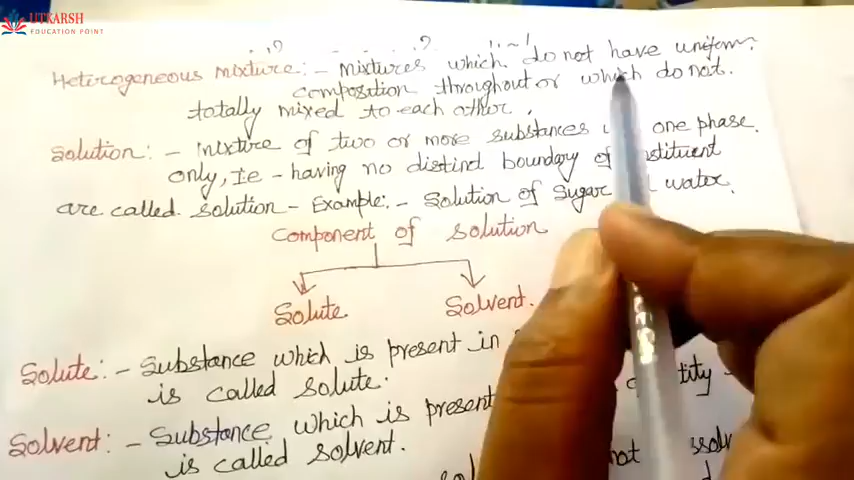 UTKARSH
EDUCATION POINT
Heterogeneous mixture:- Mixtures which do not have uniform
composition throughout or which do not.
totally mixed to each other,
Solution:- Mixture of two or more substances one phase.
only, Ie - having no distind boundary of
are called solution - Example:- Solution of Sugar water.
Component of solution
Solute Solvent.
Solute:- Substance which is present in
is called solute. tity
Solvent:- Substance which is present
is called solvent. not